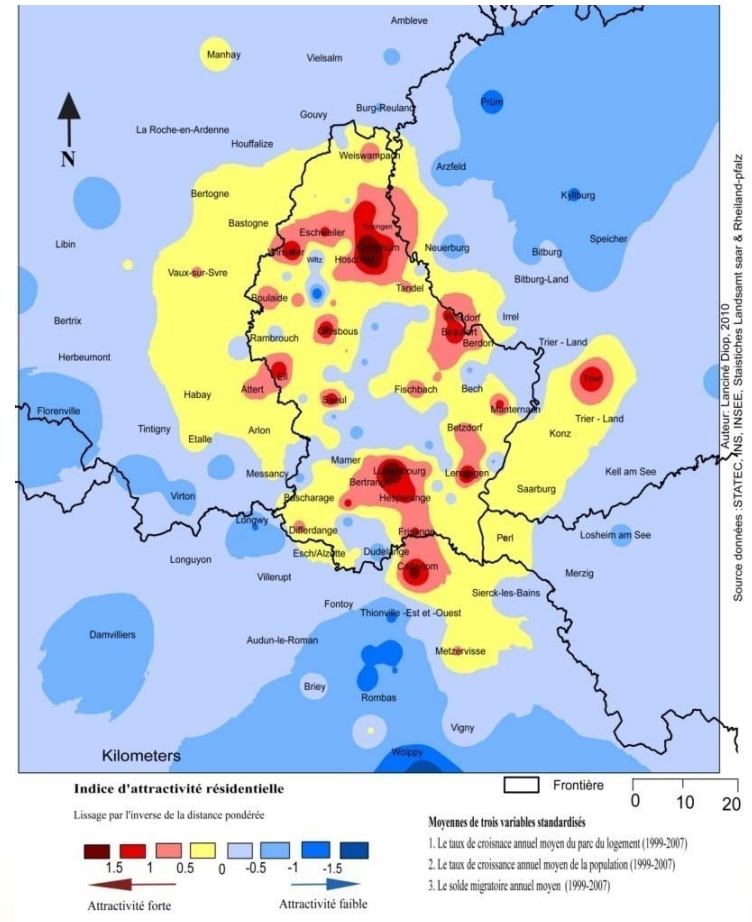 Ambleve
Manhay
Vielsalm
Burg-Reuland
Prüm
Gouvy
La Roche-en-Ardenne
N
Houffalize
Weiswampach
Arzfeld
Bertogne
Kyllburg
Bastogne
Eschweiler
Speicher
Libin
Neuerburg
Bitburg
Wiltz
Vaux-sur-Svre
Bitburg-Land
Tandel
Boulaide
Bertrix
Irrel
Rambrouch
Berdorf
Trier - Land
Herbeumont
Trier
Attert
Fischbach
Bech
Habay
Saeul
Florenville
Manternach
Trier - Land
Tintigny
Arlon
Betzdorf
Konz
Etalle
Mamer
Messancy
Luxembourg
Kell am See
Bertrange
Saarburg
Virton
Bascharage
Hesperange
Longwy
Differdange
Frisange
Perl
Losheim am See
Longuyon
Esch/Alzette
Dudelange
Merzig
Villerupt
Cattenom
Sierck-les-Bains
Fontoy
Thionville -Est et -Ouest
Damvilliers
Audun-le-Roman
Metzervisse
Briey
Rombas
Vigny
Woippy
Kilometers
Auteur: Lanciné Diop, 2010
Source données :STATEC, INS, INSEE, Staistiches Landsamt saar & Rheiland-pfalz
Indice d'attractivité résidentielle
Frontière
0 10 20
Lissage par l'inverse de la distance pondérée
Moyennes de trois variables standardisés
1.5 1 0.5 0 -0.5 -1 -1.5
1. Le taux de croisnace annuel moyen du parc du logement (1999-2007)
2. Le taux de croissance annuel moyen de la population (1999-2007)
3. Le solde migratoire annuel moyen (1999-2007)
Attractivité forte
Attractivité faible